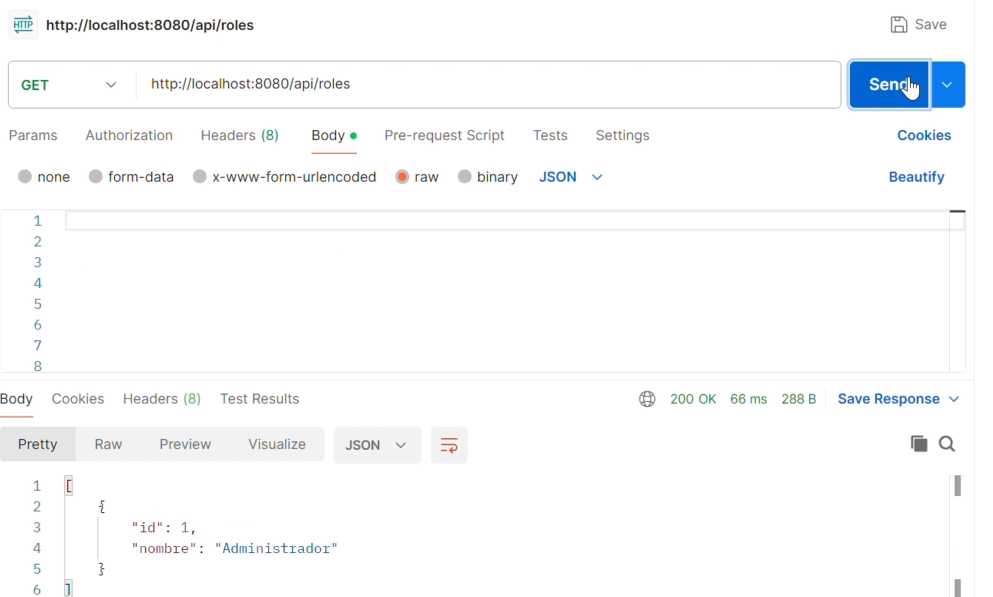 HTTP http://localhost:8080/api/roles Save
GET http://localhost:8080/api/roles Send
Params Authorization Headers (8) Body Pre-request Script Tests Settings Cookies
none form-data x-www-form-urlencoded raw binary JSON Beautify
1
2
3
4
5
6
7
8
Body Cookies Headers (8) Test Results 200 OK 66 ms 288 B Save Response
Pretty Raw Preview Visualize JSON
1 [
2 {
3 "id": 1,
4 "nombre": "Administrador"
5 }
6 ]